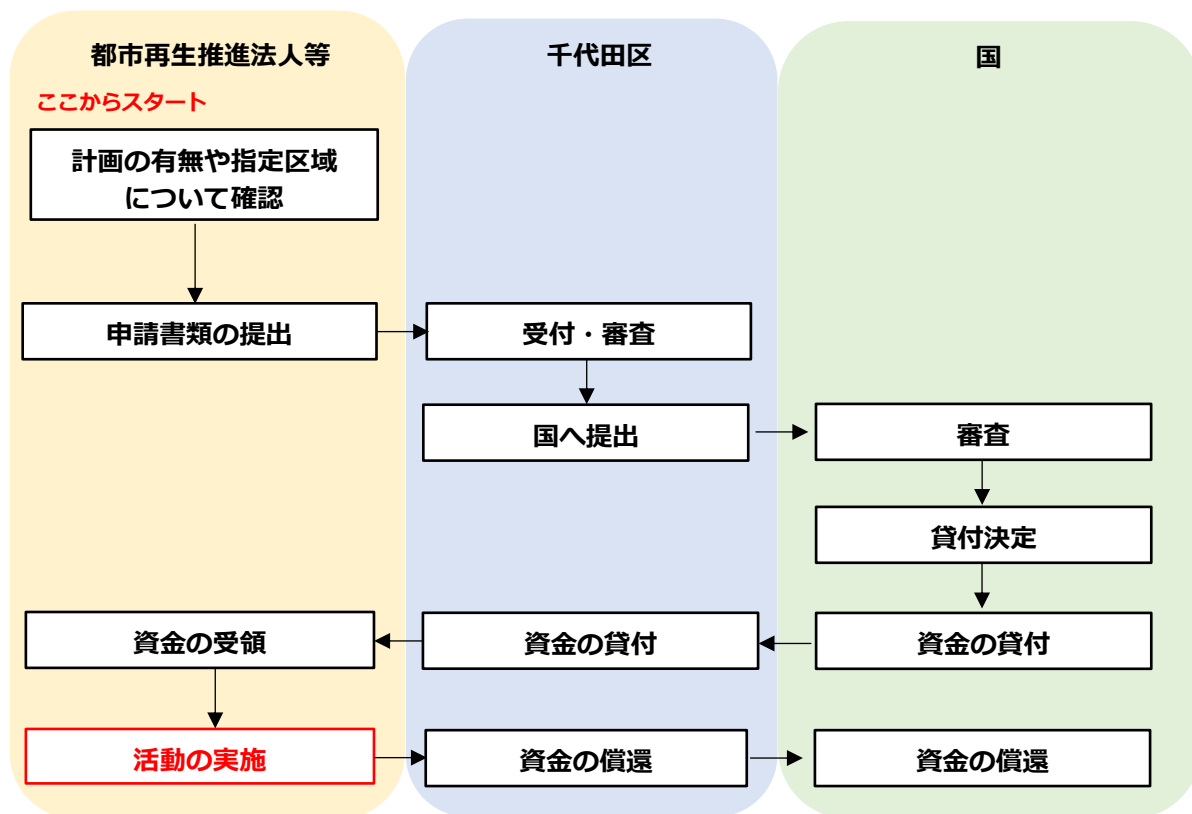 都市再生推進法人等
千代田区
国
ここからスタート
計画の有無や指定区域
について確認
申請書類の提出
受付・審査
国へ提出
審査
貸付決定
資金の受領
資金の貸付
資金の貸付
活動の実施
資金の償還
資金の償還